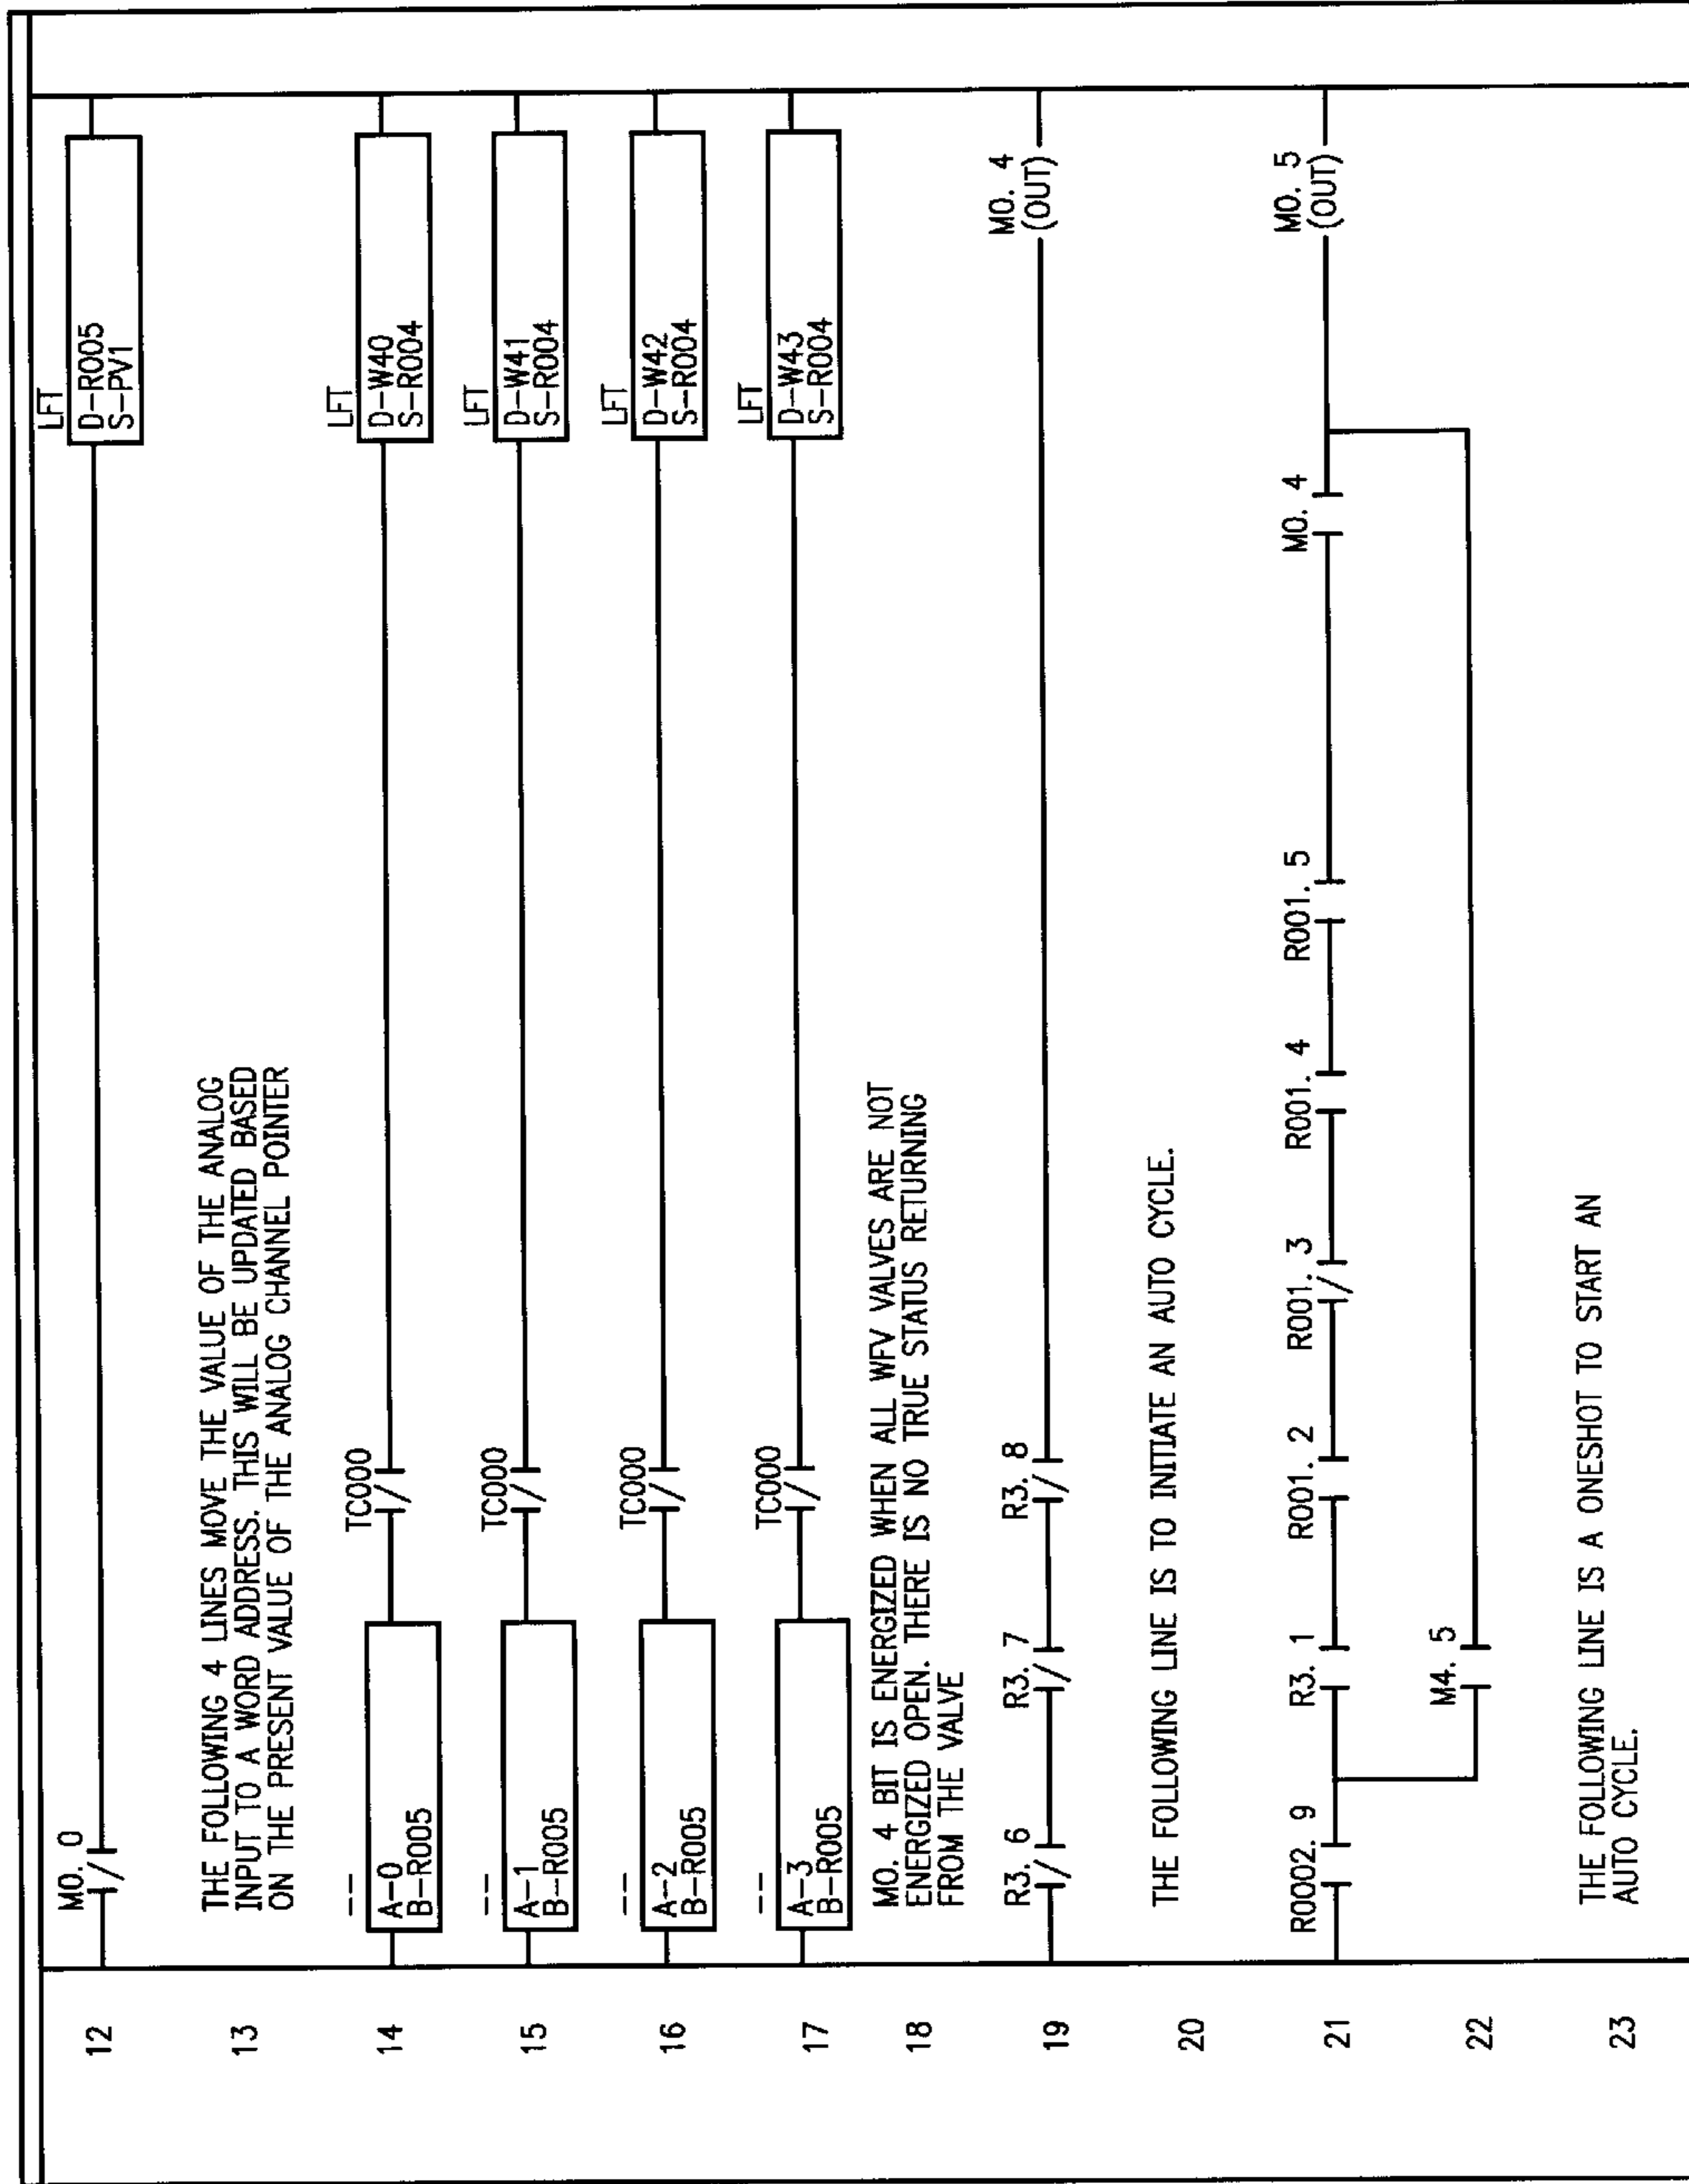 12
M0. 0
LFT
D-R005
S-PV1
13
THE FOLLOWING 4 LINES MOVE THE VALUE OF THE ANALOG
INPUT TO A WORD ADDRESS. THIS WILL BE UPDATED BASED
ON THE PRESENT VALUE OF THE ANALOG CHANNEL POINTER
14
--
A-0
B-R005
TC000
LFT
D-W40
S-R004
15
--
A-1
B-R005
TC000
LFT
D-W41
S-R004
16
--
A-2
B-R005
TC000
LFT
D-W42
S-R004
17
--
A-3
B-R005
TC000
LFT
D-W43
S-R004
18
M0. 4 BIT IS ENERGIZED WHEN ALL WFV VALVES ARE NOT
ENERGIZED OPEN. THERE IS NO TRUE STATUS RETURNING
FROM THE VALVE
19
R3. 6 R3. 7 R3. 8 M0. 4
(OUT)
20
THE FOLLOWING LINE IS TO INITIATE AN AUTO CYCLE.
21
R0002. 9 R3. 1 R001. 2 R001. 3 R001. 4 R001. 5 M0. 4 M0. 5
(OUT)
22
M4. 5
23
THE FOLLOWING LINE IS A ONESHOT TO START AN
AUTO CYCLE.